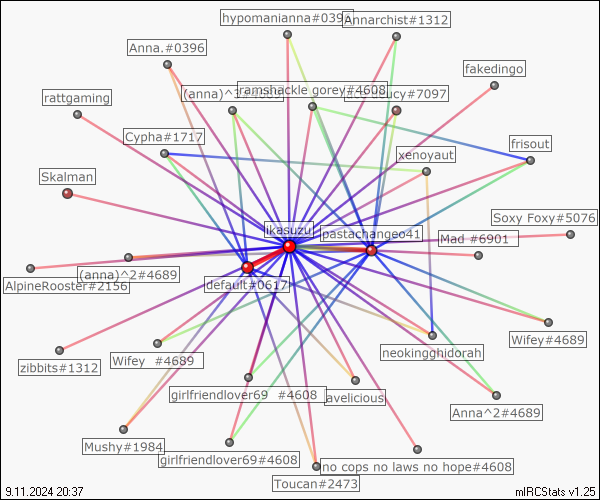 hypomanianna#0396
Annarchist#1312
Anna.#0396
fakedingo
(anna)^3#4689
ramshackle gorey#4608
#7097
rattgaming
Cypha#1717
frisout
xenoyaut
Skalman
Soxy Foxy#5076
ikasuzu
pastachangeo41
Mad #6901
(anna)^2#4689
AlpineRooster#2156
default#0617
Wifey#4689
zibbits#1312
Wifey #4689
neokingghidorah
girlfriendlover69 #4608
avelicious
Anna^2#4689
Mushy#1984
girlfriendlover69#4608
no cops no laws no hope#4608
Toucan#2473
9.11.2024 20:37
mIRCStats v1.25